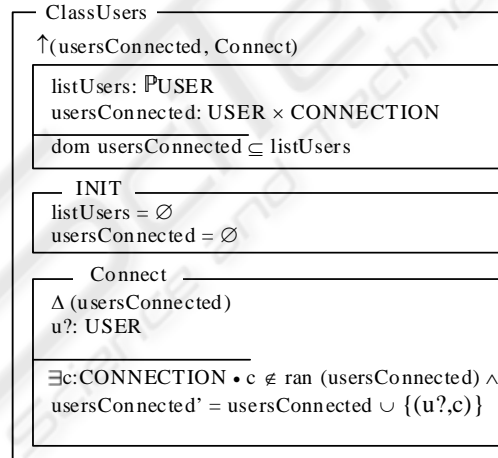 ClassUsers
↑(usersConnected, Connect)
listUsers: ℙUSER
usersConnected: USER × CONNECTION
dom usersConnected ⊆ listUsers
INIT
listUsers = ∅
usersConnected = ∅
Connect
Δ (usersConnected)
u?: USER
∃c:CONNECTION • c ∉ ran (usersConnected) ∧
usersConnected’ = usersConnected ∪ {(u?,c)}